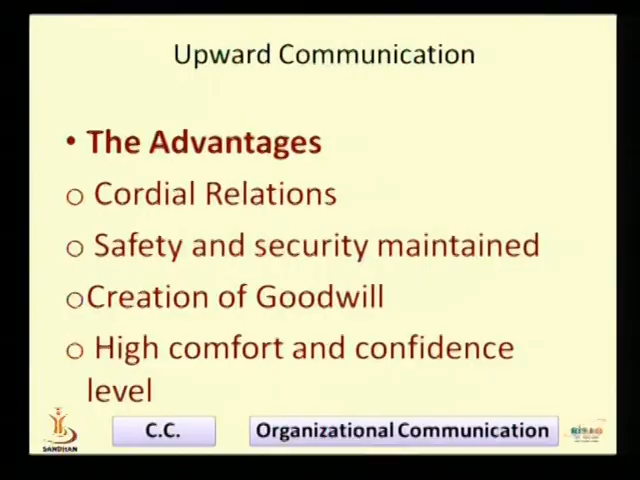 Upward Communication
• The Advantages
o Cordial Relations
o Safety and security maintained
oCreation of Goodwill
o High comfort and confidence
level
SANDHAN
C.C.
Organizational Communication